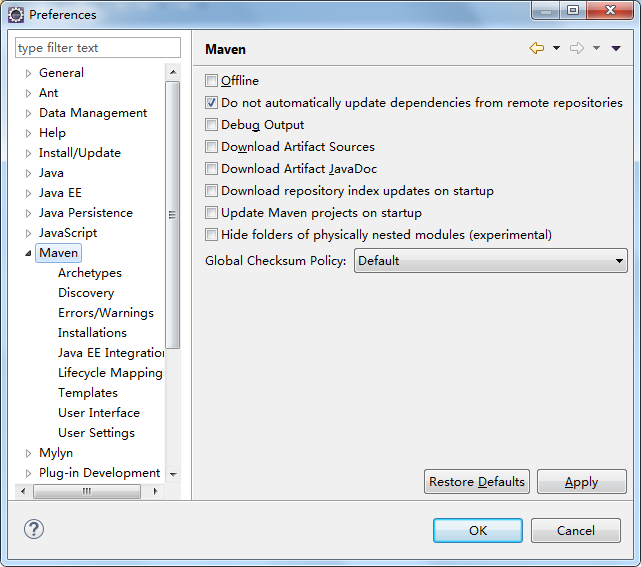 Preferences
type filter text
General
Ant
Data Management
Help
Install/Update
Java
Java EE
Java Persistence
JavaScript
Maven
Archetypes
Discovery
Errors/Warnings
Installations
Java EE Integration
Lifecycle Mapping
Templates
User Interface
User Settings
Mylyn
Plug-in Development
Maven
Offline
Do not automatically update dependencies from remote repositories
Debug Output
Download Artifact Sources
Download Artifact JavaDoc
Download repository index updates on startup
Update Maven projects on startup
Hide folders of physically nested modules (experimental)
Global Checksum Policy: Default
Restore Defaults Apply
OK Cancel